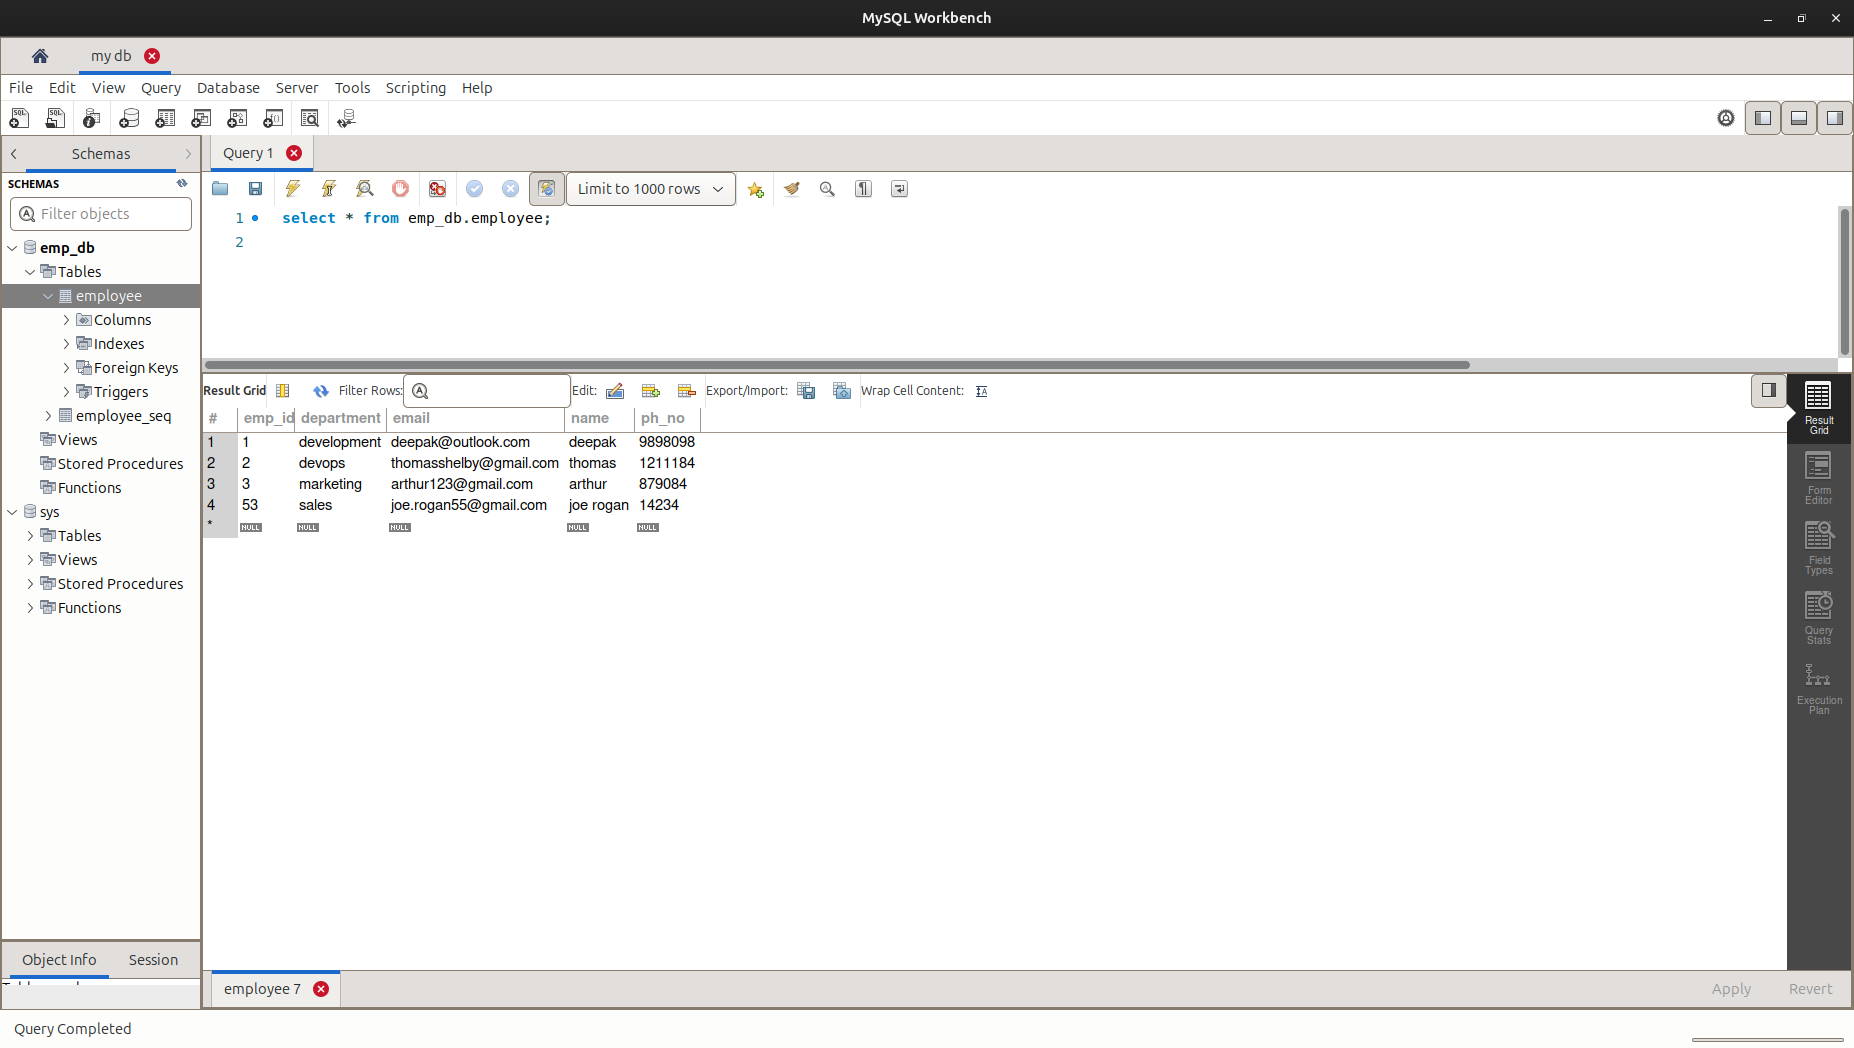 MySQL Workbench
my db
File Edit View Query Database Server Tools Scripting Help
Schemas
Query 1
SCHEMAS
Filter objects
Limit to 1000 rows
1 select * from emp_db.employee;
2
emp_db
Tables
employee
Columns
Indexes
Foreign Keys
Triggers
employee_seq
Views
Stored Procedures
Functions
sys
Tables
Views
Stored Procedures
Functions
Result Grid Filter Rows: Edit: Export/Import: Wrap Cell Content:
# emp_id department email name ph_no
1 1 development deepak@outlook.com deepak 9898098
2 2 devops thomasshelby@gmail.com thomas 1211184
3 3 marketing arthur123@gmail.com arthur 879084
4 53 sales joe.rogan55@gmail.com joe rogan 14234
* NULL NULL NULL NULL NULL
Result
Grid
Form
Editor
Field
Types
Query
Stats
Execution
Plan
Object Info Session
employee 7
Apply Revert
Query Completed